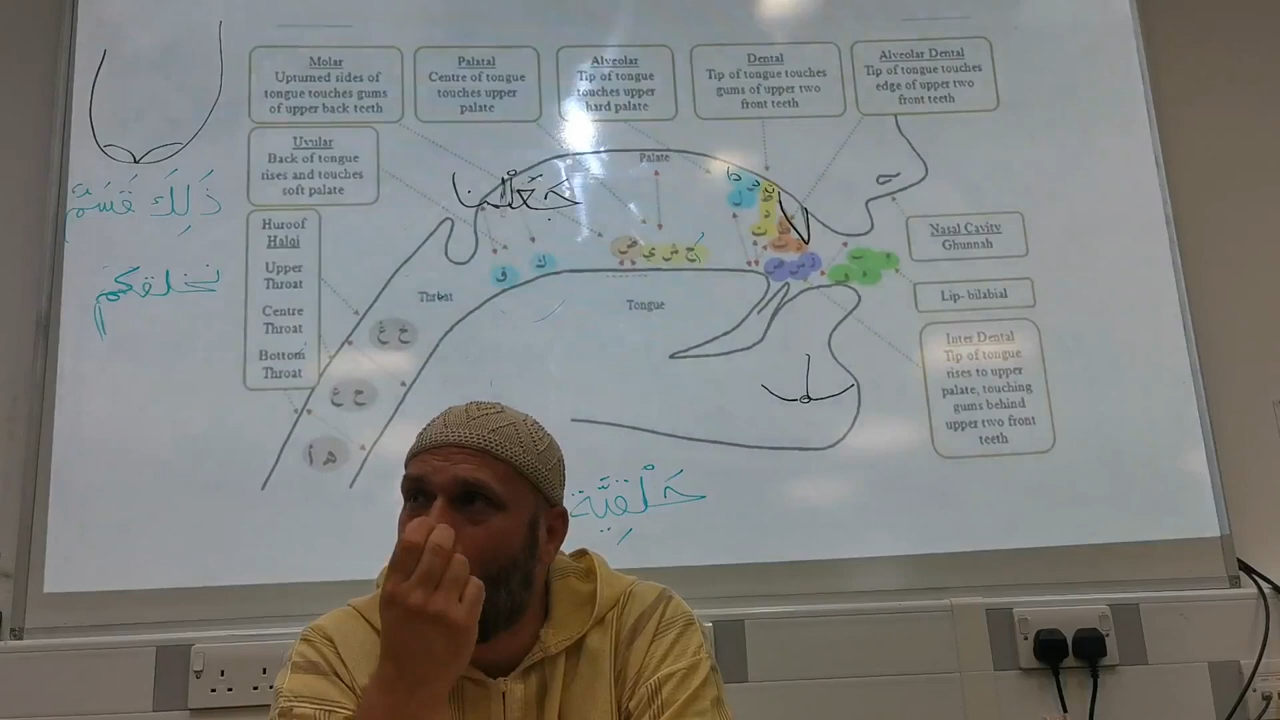 Molar
Upturned sides of
tongue touches gums
of upper back teeth
Palatal
Centre of tongue
touches upper
palate
Alveolar
Tip of tongue
touches upper
hard palate
Dental
Tip of tongue touches
gums of upper two
front teeth
Alveolar Dental
Tip of tongue touches
edge of upper two
front teeth
Uvular
Back of tongue
rises and touches
soft palate
Palate
جَعَلْنا
ذَلِكَ قَسَمٌ
نخلقكم
Huroof
Halqi
Upper
Throat
Centre
Throat
Bottom
Throat
Throat
Tongue
ق
ك
ض ي ش ج
غ خ
ع ح
ا ه
Nasal Cavity
Ghunnah
Lip- bilabial
Inter Dental
Tip of tongue
rises to upper
palate, touching
gums behind
upper two front
teeth
حَلْقِيَّة